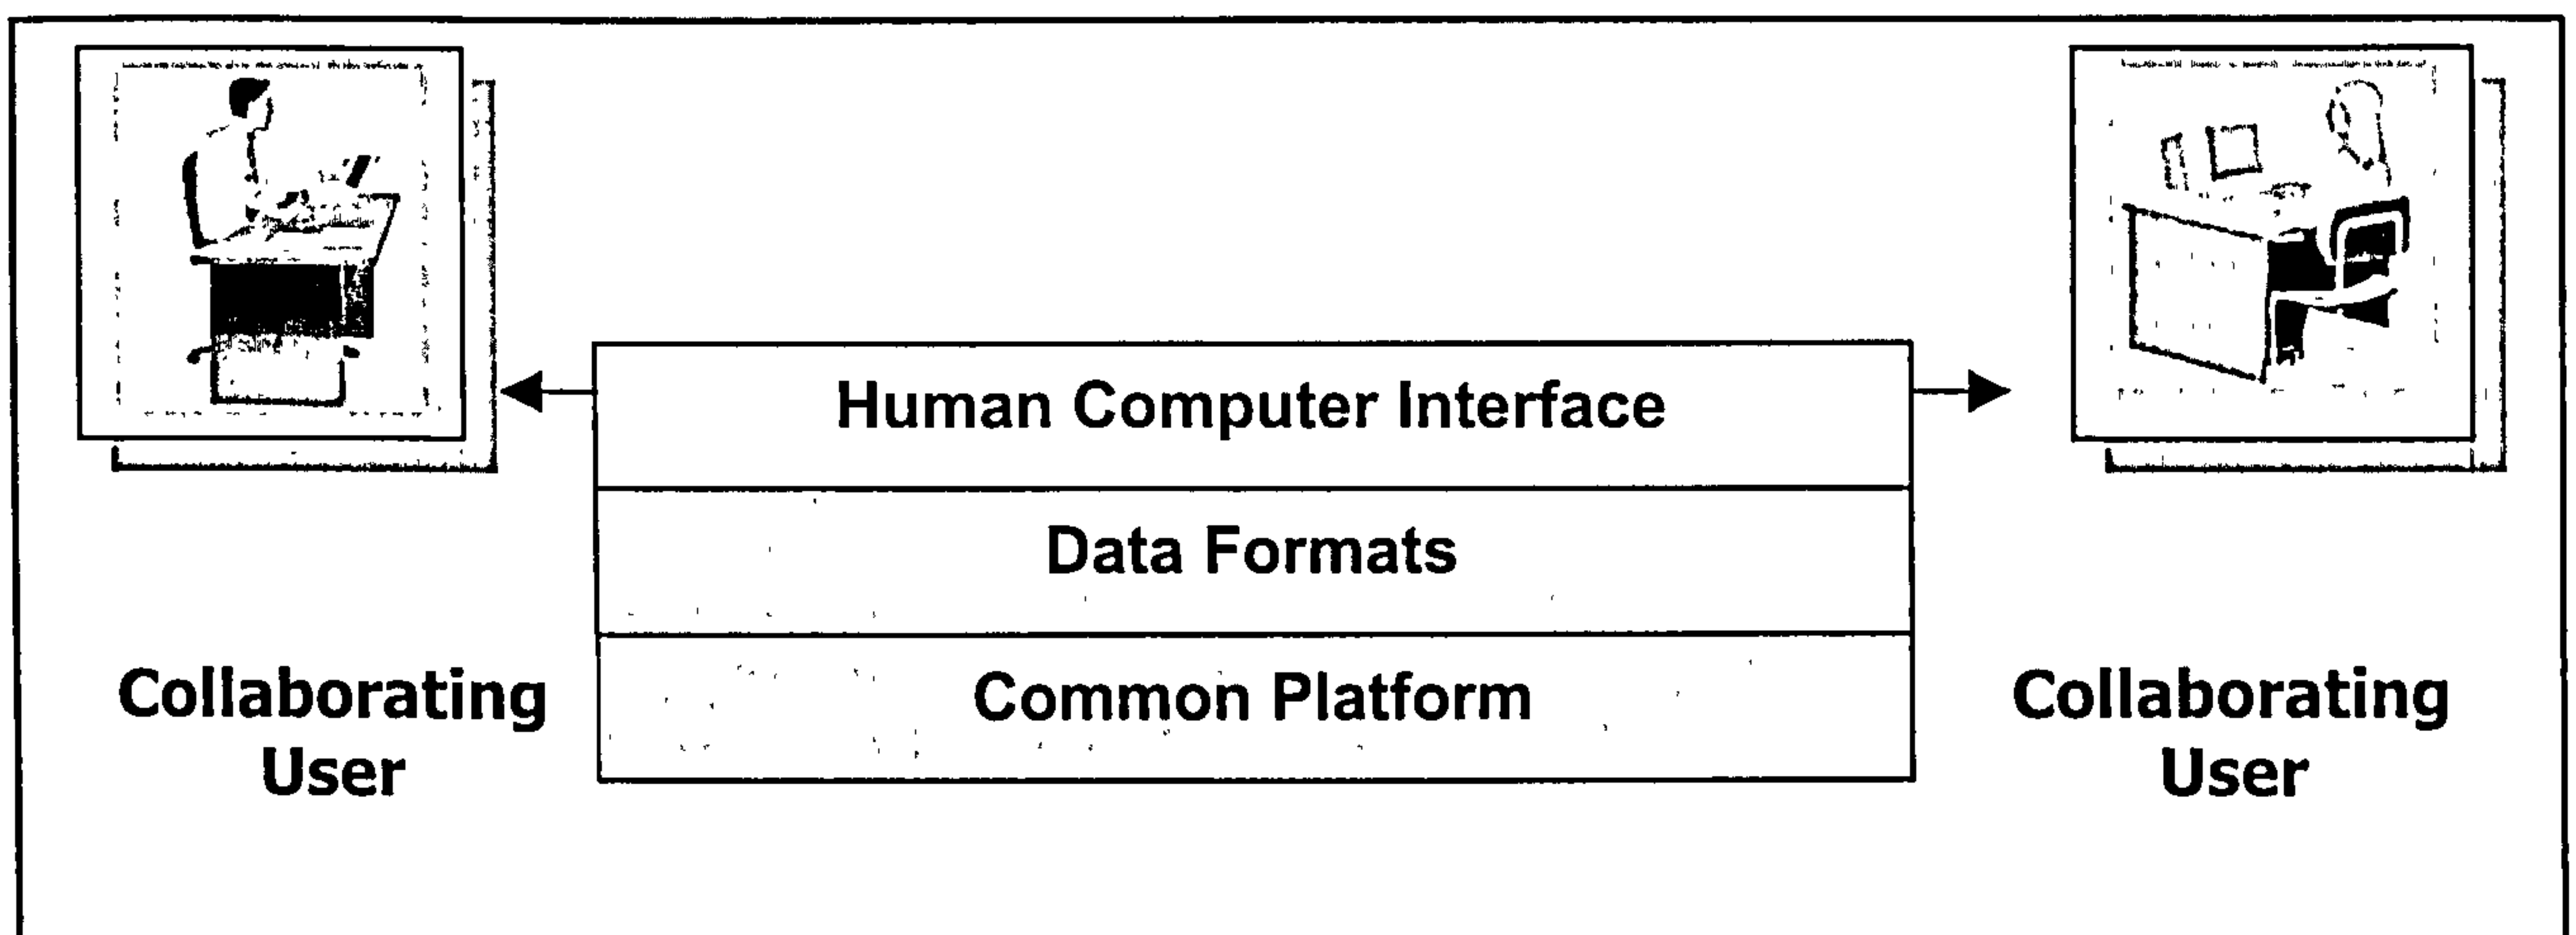 Human Computer Interface
Data Formats
Common Platform
Collaborating
User
Collaborating
User